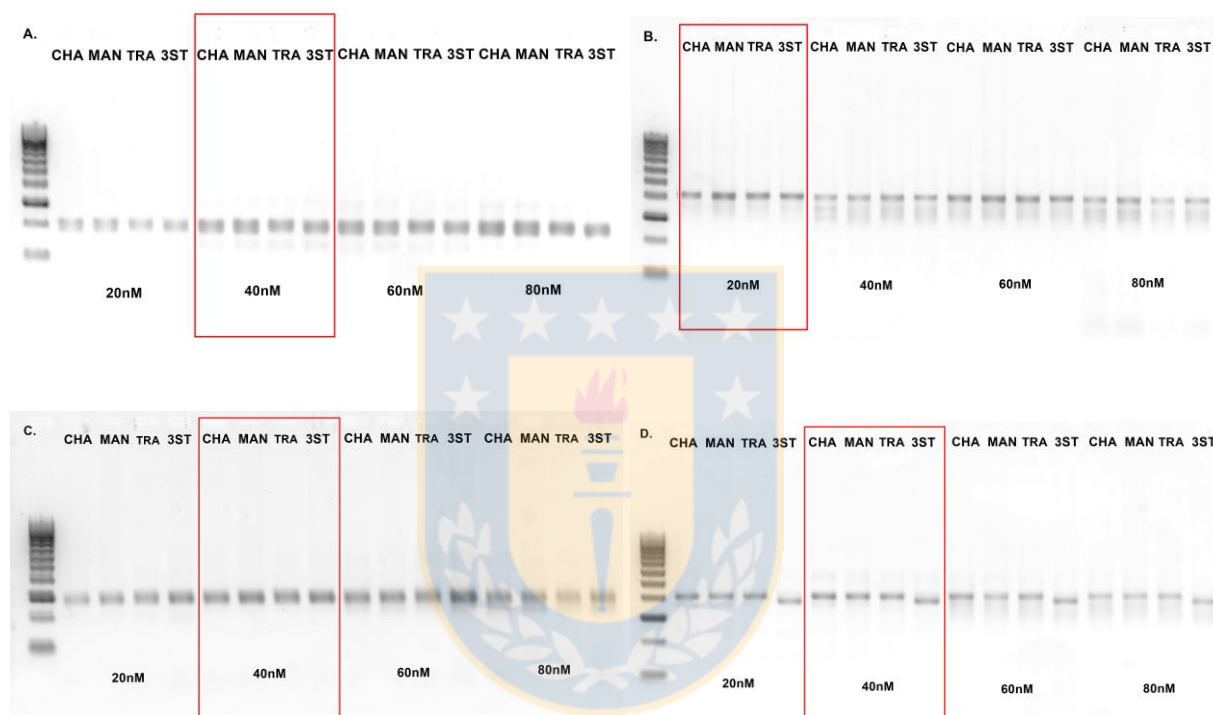 A.
CHA MAN TRA 3ST CHA MAN TRA 3ST CHA MAN TRA 3ST CHA MAN TRA 3ST
20nM 40nM 60nM 80nM
B.
CHA MAN TRA 3ST CHA MAN TRA 3ST CHA MAN TRA 3ST CHA MAN TRA 3ST
20nM 40nM 60nM 80nM
C.
CHA MAN TRA 3ST CHA MAN TRA 3ST CHA MAN TRA 3ST CHA MAN TRA 3ST
20nM 40nM 60nM 80nM
D.
CHA MAN TRA 3ST CHA MAN TRA 3ST CHA MAN TRA 3ST CHA MAN TRA 3ST
20nM 40nM 60nM 80nM